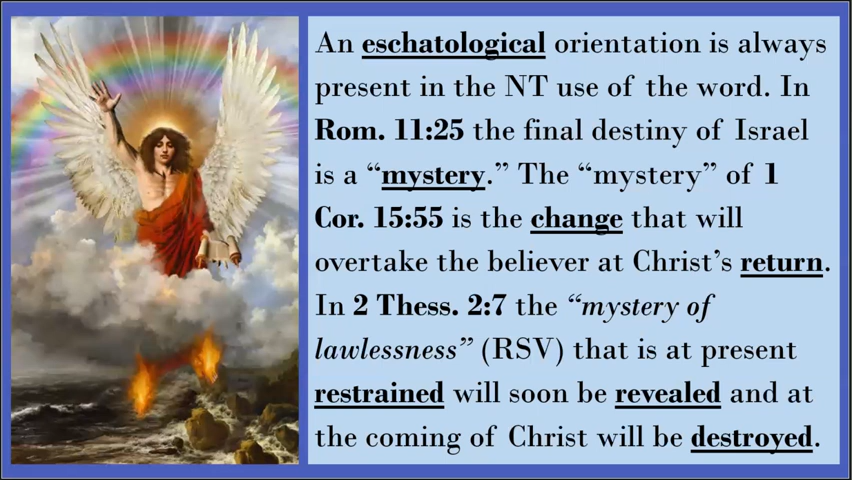 An eschatological orientation is always
present in the NT use of the word. In
Rom. 11:25 the final destiny of Israel
is a “mystery.” The “mystery” of 1
Cor. 15:55 is the change that will
overtake the believer at Christ’s return.
In 2 Thess. 2:7 the “mystery of
lawlessness” (RSV) that is at present
restrained will soon be revealed and at
the coming of Christ will be destroyed.